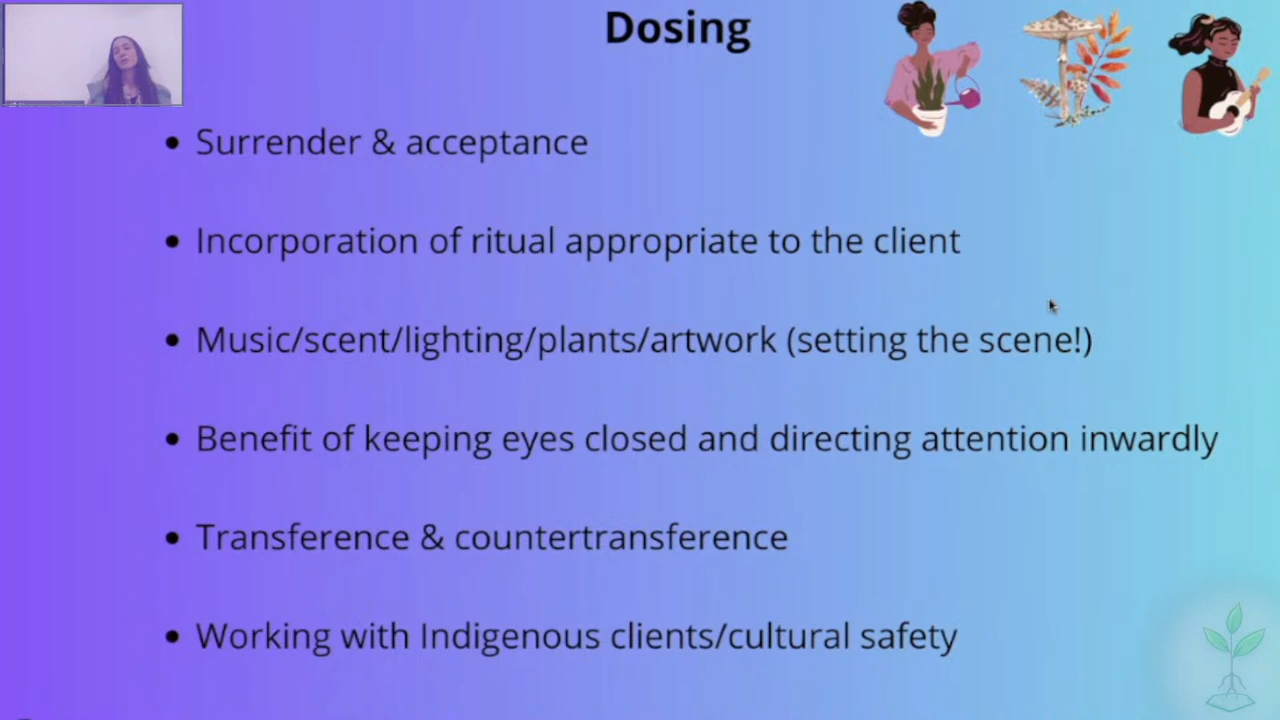 Dosing
Surrender & acceptance
Incorporation of ritual appropriate to the client
Music/scent/lighting/plants/artwork (setting the scene!)
Benefit of keeping eyes closed and directing attention inwardly
Transference & countertransference
Working with Indigenous clients/cultural safety